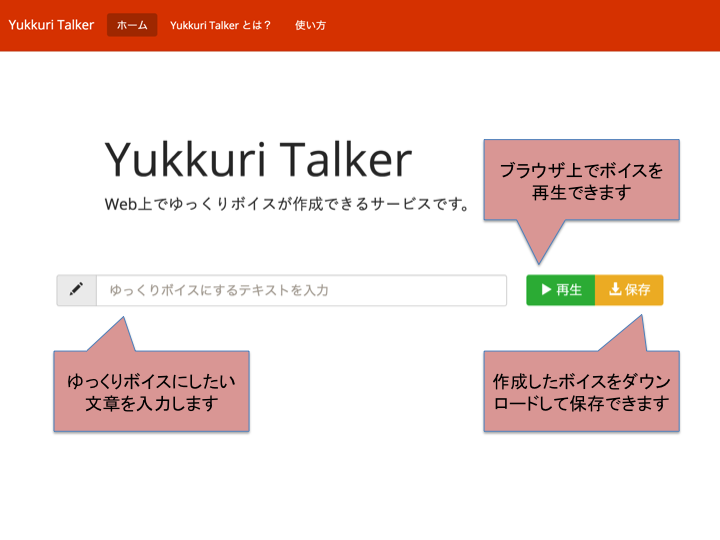 Yukkuri Talker ホーム Yukkuri Talker とは？ 使い方
Yukkuri Talker
Web上でゆっくりボイスが作成できるサービスです。
ブラウザ上でボイスを
再生できます
ゆっくりボイスにするテキストを入力
再生 保存
ゆっくりボイスにしたい
文章を入力します
作成したボイスをダウン
ロードして保存できます